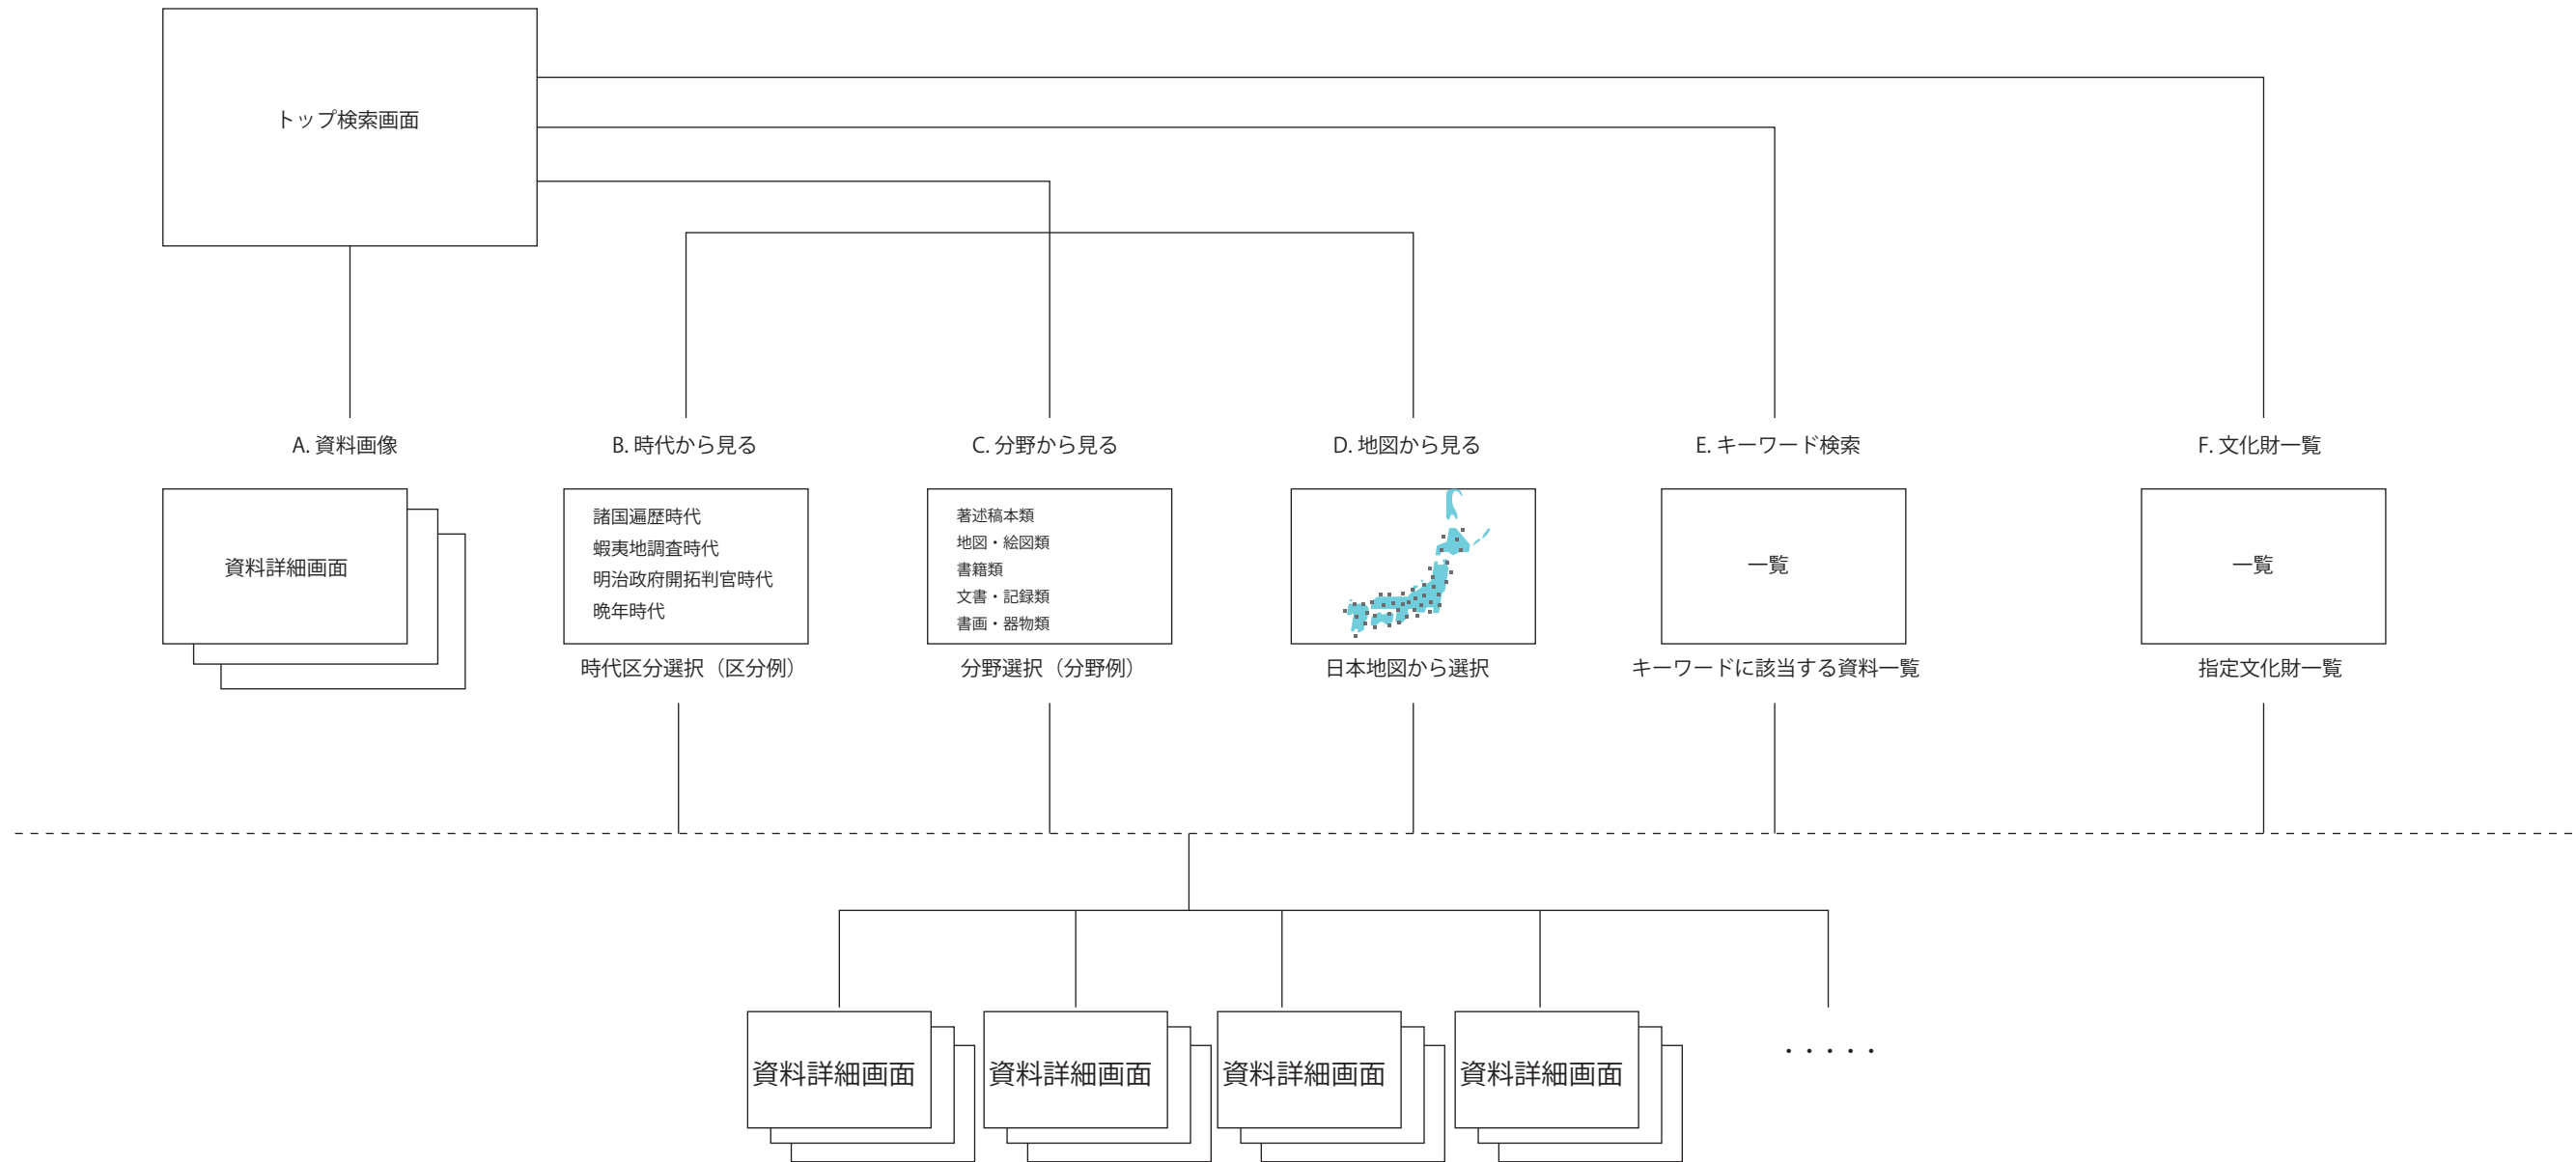 トップ検索画面
A. 資料画像
B. 時代から見る
C. 分野から見る
D. 地図から見る
E. キーワード検索
F. 文化財一覧
資料詳細画面
諸国遍歴時代
蝦夷地調査時代
明治政府開拓判官時代
晩年時代
著述稿本類
地図・絵図類
書籍類
文書・記録類
書画・器物類
一覧
一覧
時代区分選択（区分例）
分野選択（分野例）
日本地図から選択
キーワードに該当する資料一覧
指定文化財一覧
資料詳細画面
資料詳細画面
資料詳細画面
資料詳細画面
・・・・・